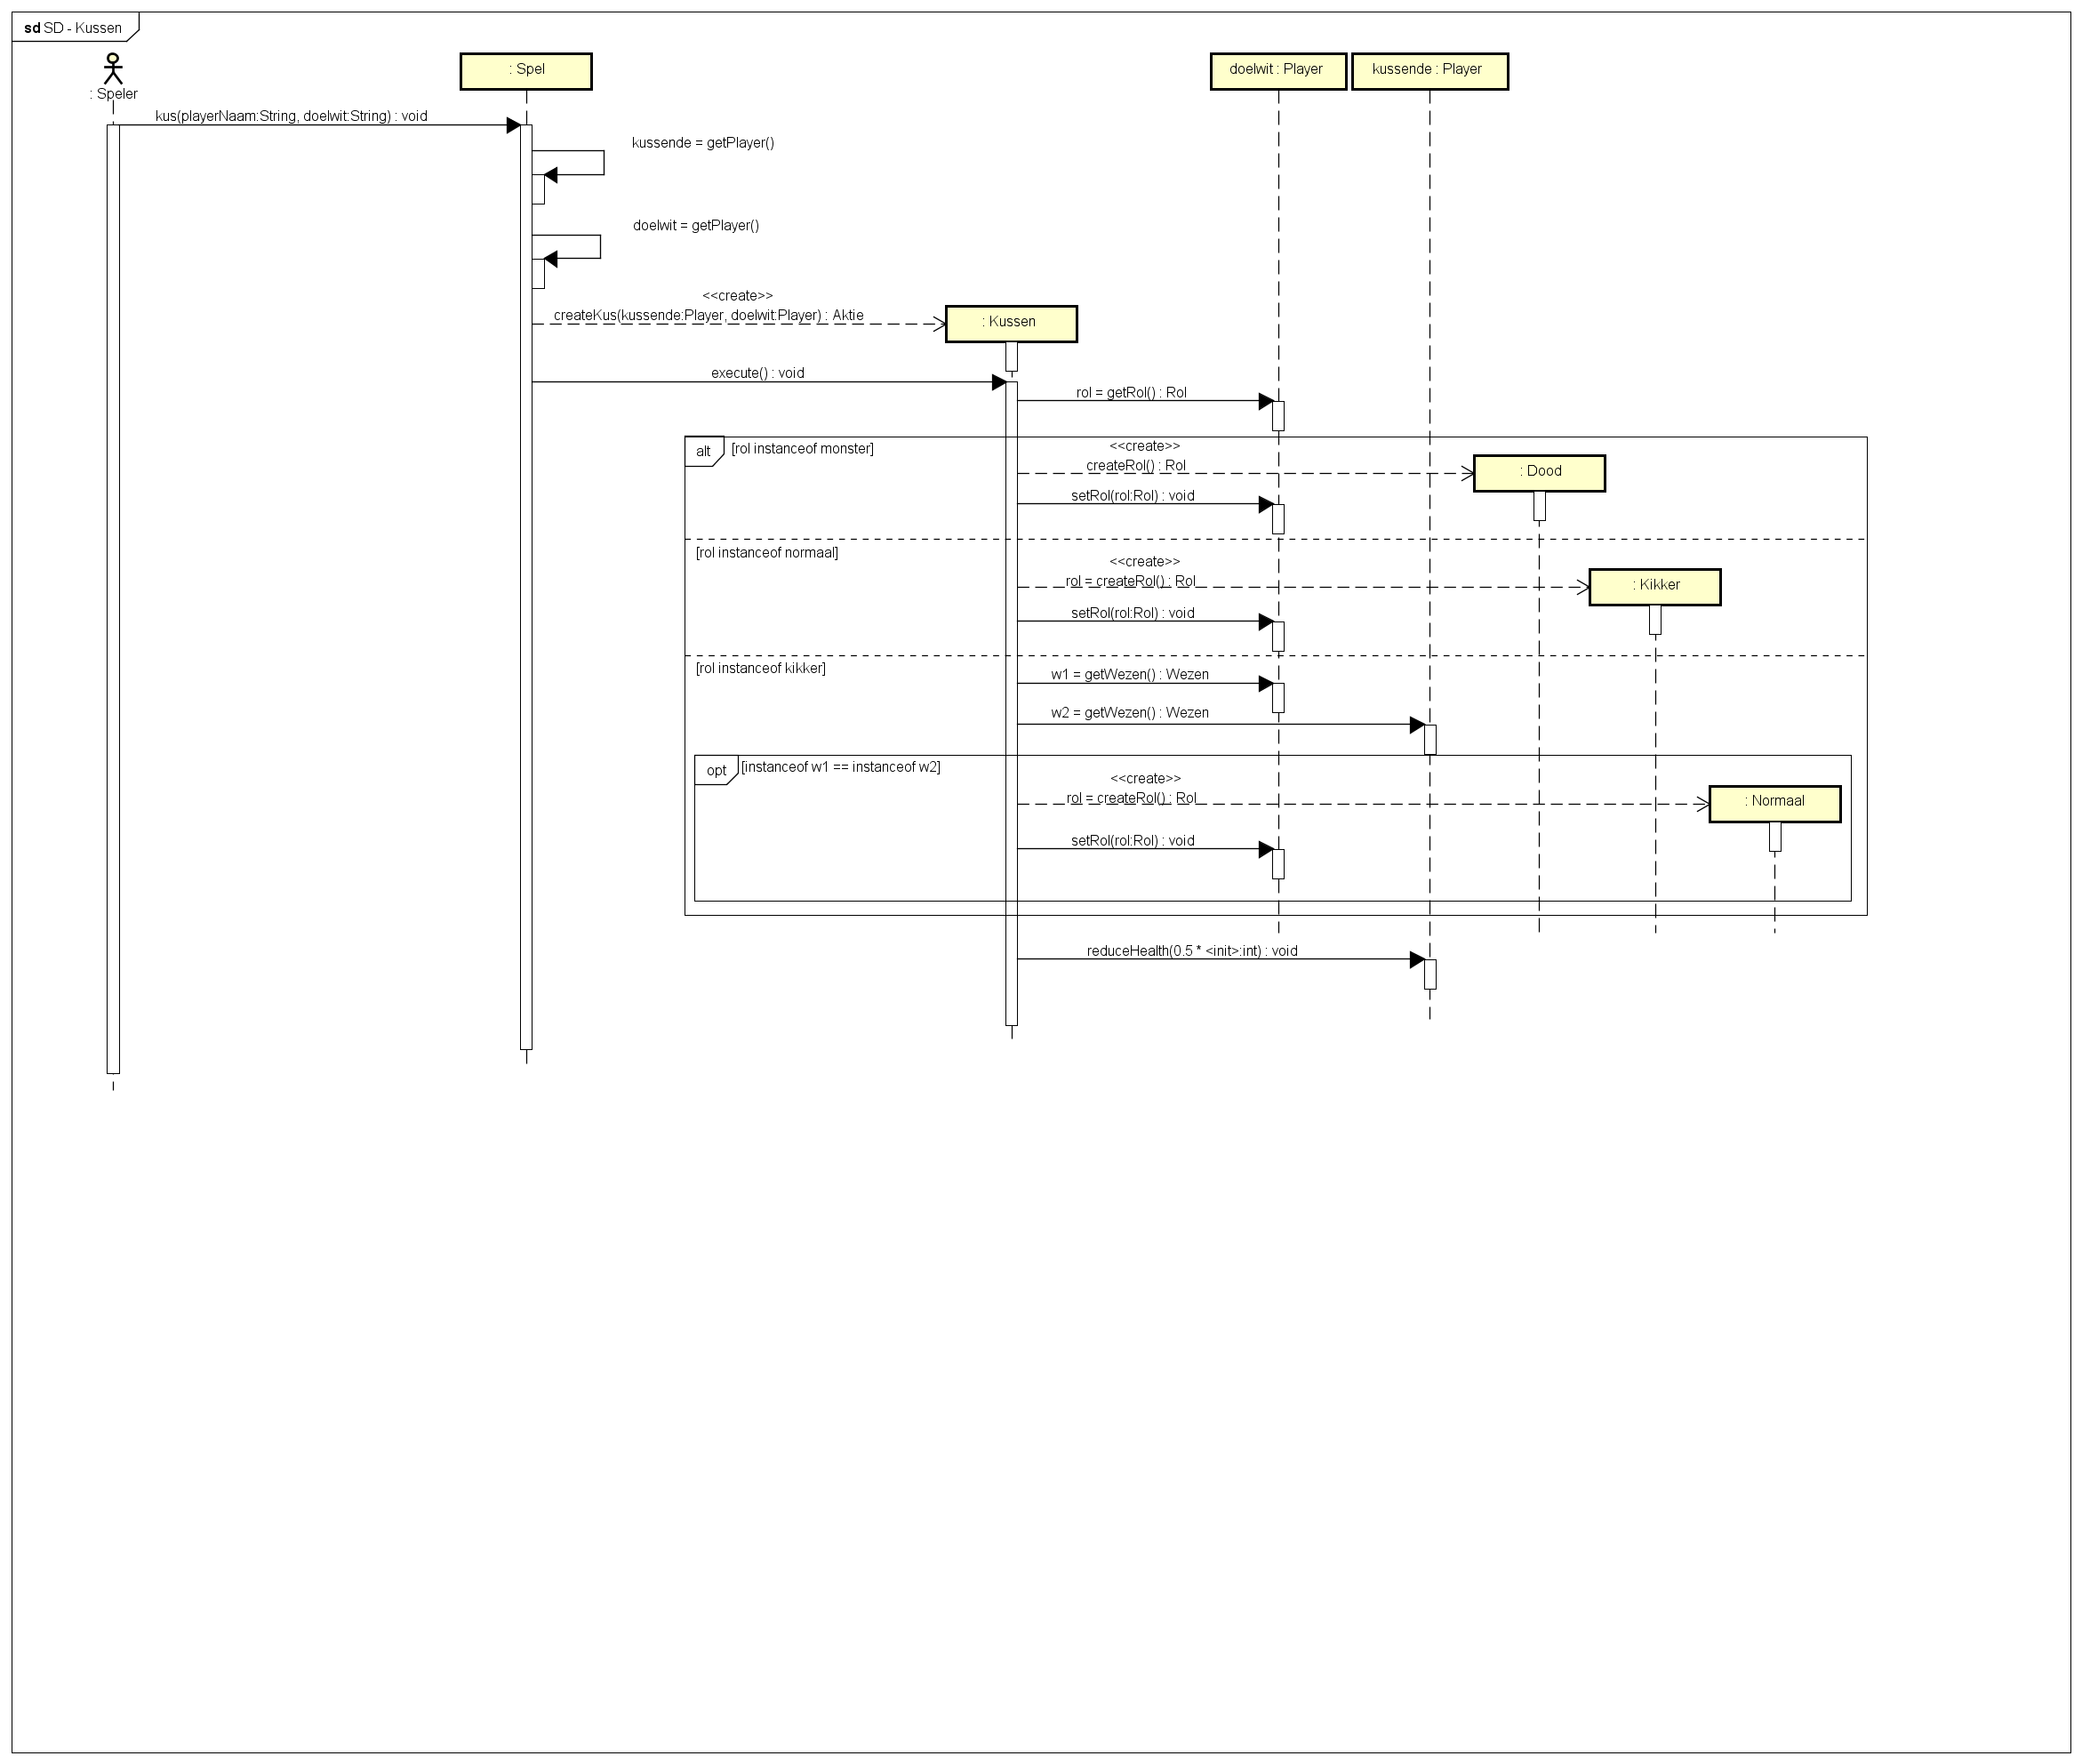 sd SD - Kussen
: Speler
: Spel
doelwit : Player
kussende : Player
kus(playerNaam:String, doelwit:String) : void
kussende = getPlayer()
doelwit = getPlayer()
<<create>>
createKus(kussende:Player, doelwit:Player) : Aktie
: Kussen
execute() : void
rol = getRol() : Rol
alt
[rol instanceof monster]
<<create>>
createRol() : Rol
: Dood
setRol(rol:Rol) : void
[rol instanceof normaal]
<<create>>
rol = createRol() : Rol
: Kikker
setRol(rol:Rol) : void
[rol instanceof kikker]
w1 = getWezen() : Wezen
w2 = getWezen() : Wezen
opt
[instanceof w1 == instanceof w2]
<<create>>
rol = createRol() : Rol
: Normaal
setRol(rol:Rol) : void
reduceHealth(0.5 * <init>:int) : void